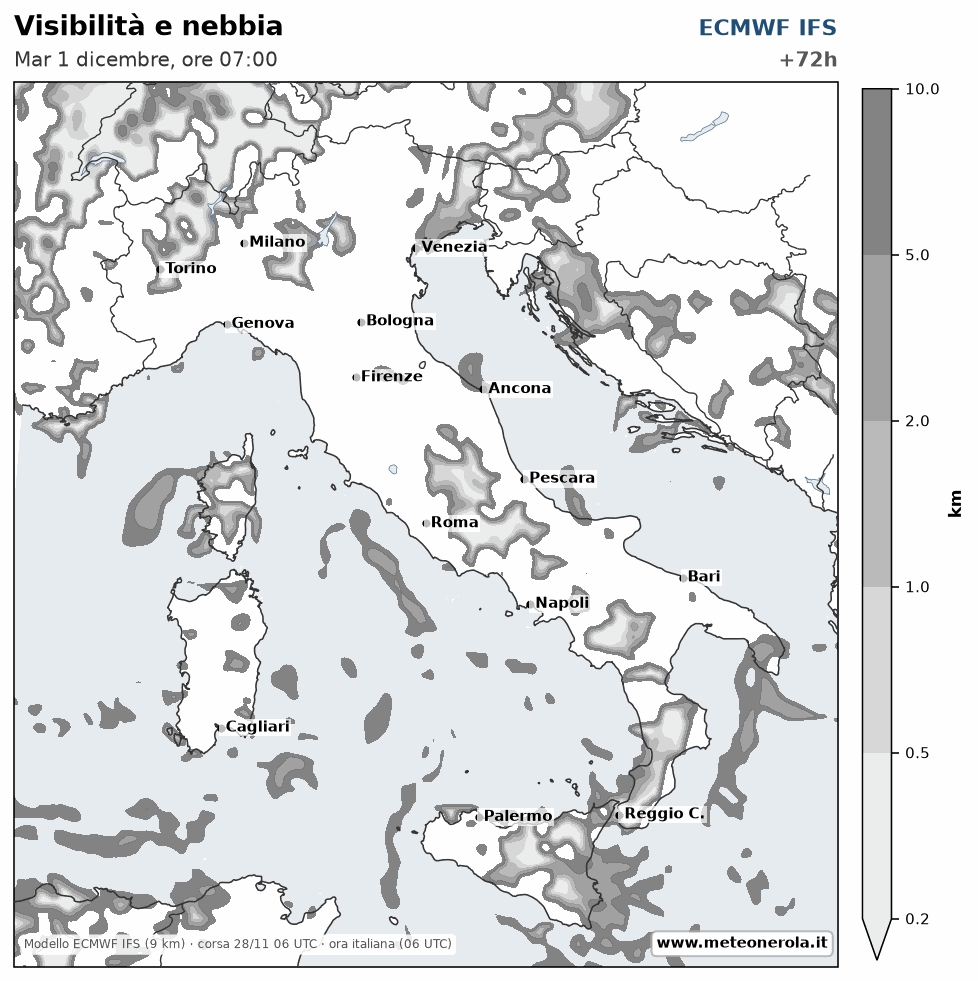 Visibilità e nebbia
ECMWF IFS
Mar 1 dicembre, ore 07:00
+72h
10.0
5.0
2.0
1.0
0.5
0.2
km
Milano
Venezia
Torino
Genova
Bologna
Firenze
Ancona
Pescara
Roma
Bari
Napoli
Cagliari
Palermo
Reggio C.
Modello ECMWF IFS (9 km) · corsa 28/11 06 UTC · ora italiana (06 UTC)
www.meteonerola.it